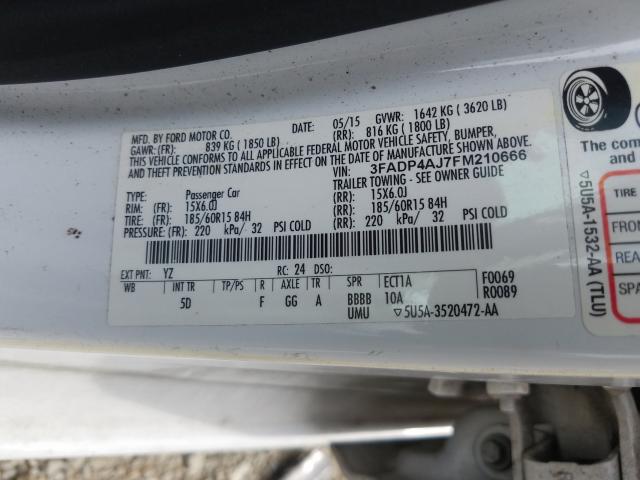 MFD. BY FORD MOTOR CO. DATE: 05/15 GVWR: 1642 KG ( 3620 LB)
GAWR: (FR): 839 KG ( 1850 LB) (RR): 816 KG ( 1800 LB)
THIS VEHICLE CONFORMS TO ALL APPLICABLE FEDERAL MOTOR VEHICLE SAFETY, BUMPER,
AND THEFT PREVENTION STANDARDS IN EFFECT ON THE DATE OF MANUFACTURE SHOWN ABOVE.
VIN: 3FADP4AJ7FM210666
TYPE: Passenger Car TRAILER TOWING - SEE OWNER GUIDE
RIM: (FR): 15X6.0J (RR): 15X6.0J
TIRE: (FR): 185/60R15 84H (RR): 185/60R15 84H
PRESSURE: (FR): 220 kPa/ 32 PSI COLD (RR): 220 kPa/ 32 PSI COLD
EXT PNT: YZ RC: 24 DSO:
WB INT TR TP/PS R AXLE TR SPR ECT1A F0069
5D F GG A BBBB 10A R0089
UMU ▽5U5A-3520472-AA
▽5U5A-1532-AA (TLU)
The com
cargo
TIRE
FRON
REA
SPA